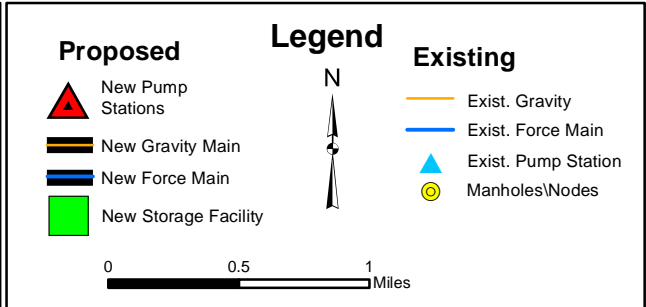 Legend
Proposed
New Pump
Stations
New Gravity Main
New Force Main
New Storage Facility
N
Existing
Exist. Gravity
Exist. Force Main
Exist. Pump Station
Manholes\Nodes
0 0.5 1
Miles